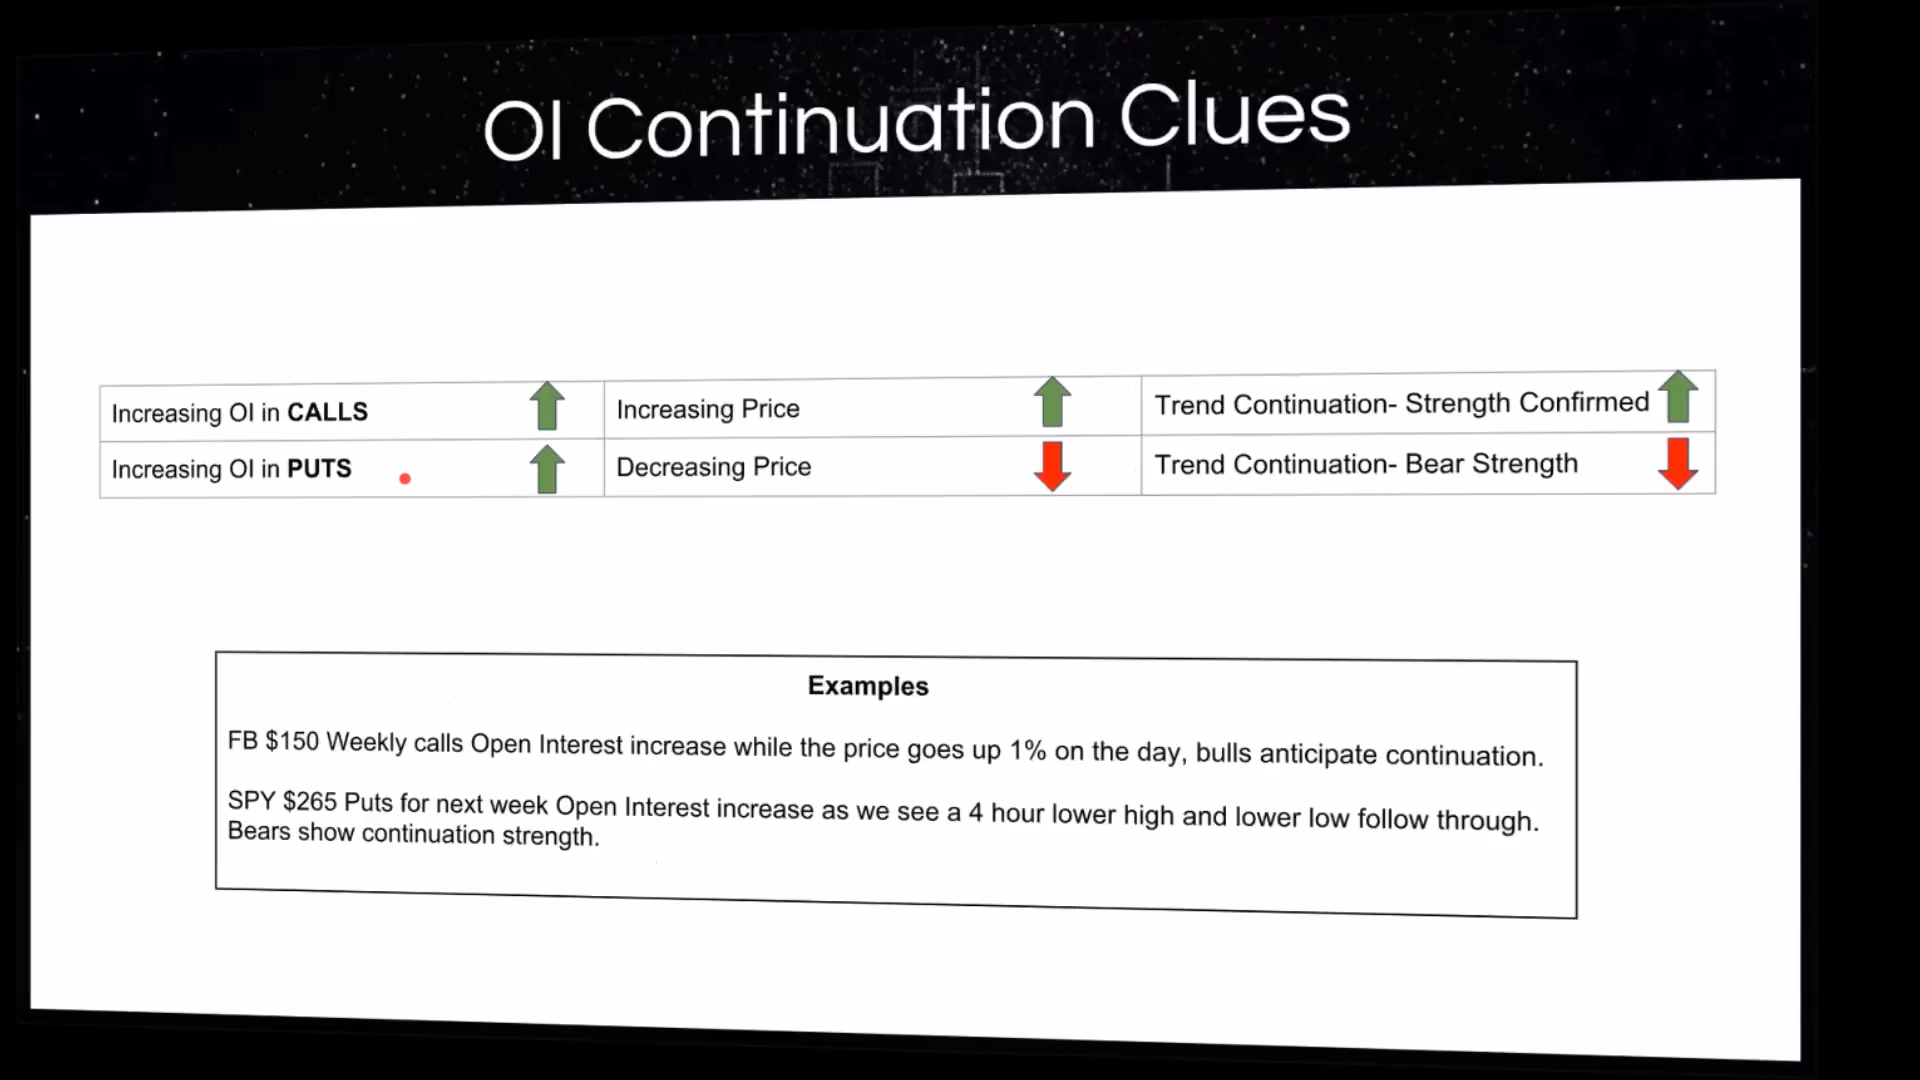 OI Continuation Clues
Increasing OI in CALLS
Increasing Price
Trend Continuation- Strength Confirmed
Increasing OI in PUTS
Decreasing Price
Trend Continuation- Bear Strength
Examples
FB $150 Weekly calls Open Interest increase while the price goes up 1% on the day, bulls anticipate continuation.
SPY $265 Puts for next week Open Interest increase as we see a 4 hour lower high and lower low follow through.
Bears show continuation strength.